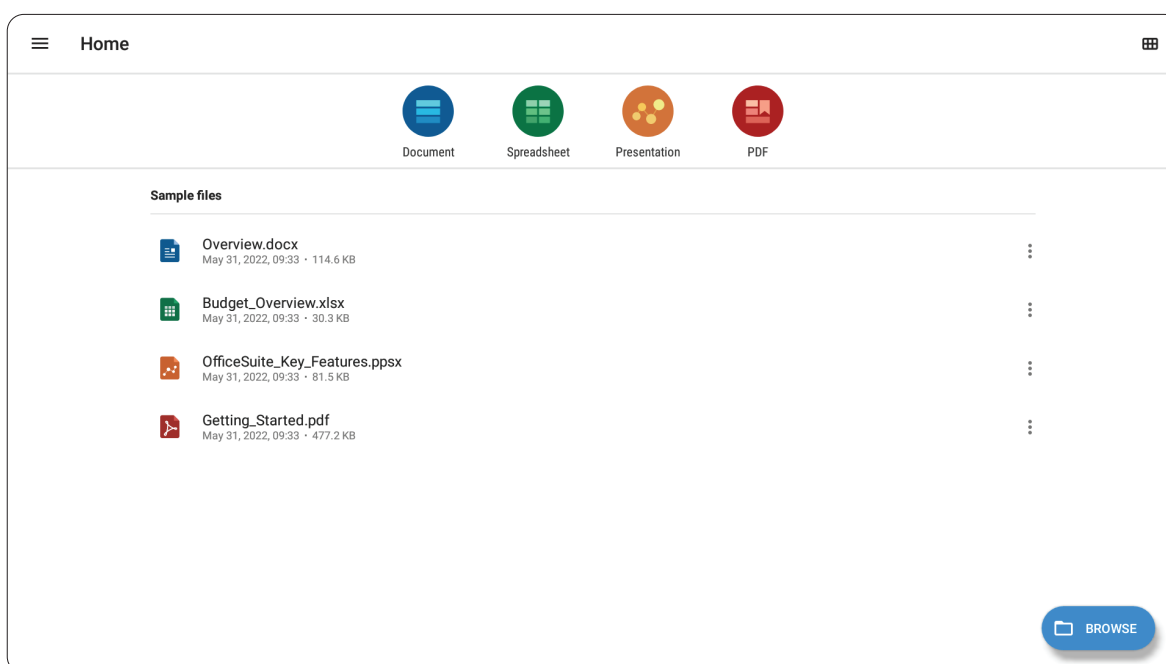 Home
Document
Spreadsheet
Presentation
PDF
Sample files
Overview.docx
May 31, 2022, 09:33 · 114.6 KB
Budget_Overview.xlsx
May 31, 2022, 09:33 · 30.3 KB
OfficeSuite_Key_Features.ppsx
May 31, 2022, 09:33 · 81.5 KB
Getting_Started.pdf
May 31, 2022, 09:33 · 477.2 KB
BROWSE